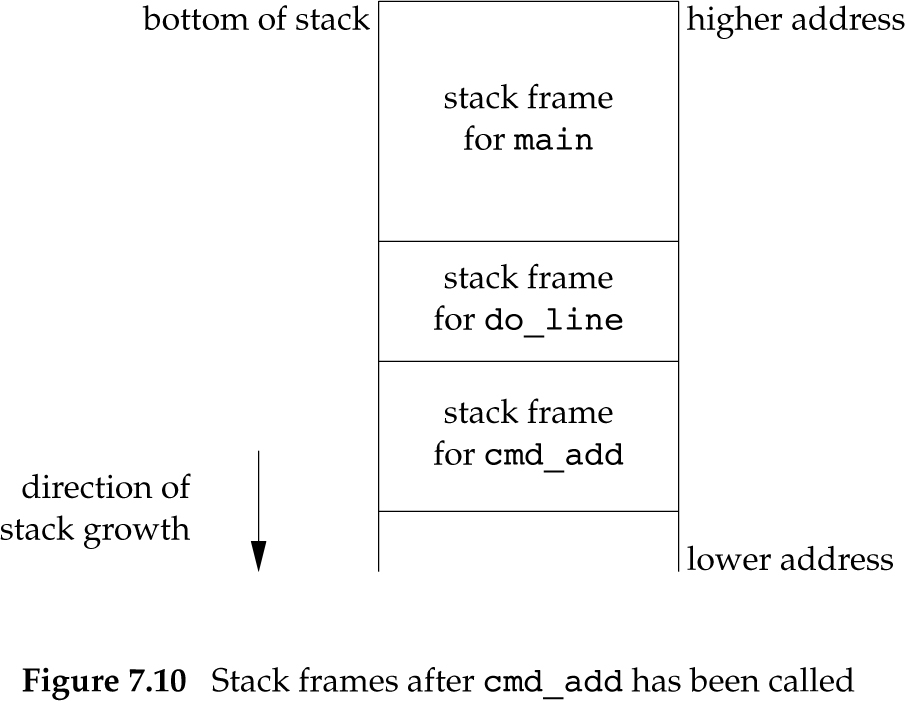 bottom of stack
higher address
stack frame
for main
stack frame
for do_line
stack frame
for cmd_add
direction of
stack growth
lower address
Figure 7.10 Stack frames after cmd_add has been called